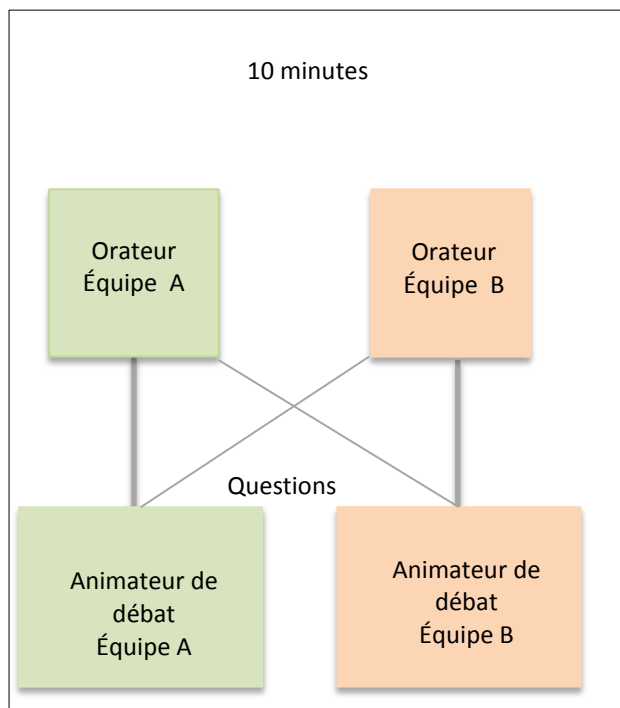 10 minutes
Orateur
Équipe A
Orateur
Équipe B
Questions
Animateur de
débat
Équipe A
Animateur de
débat
Équipe B